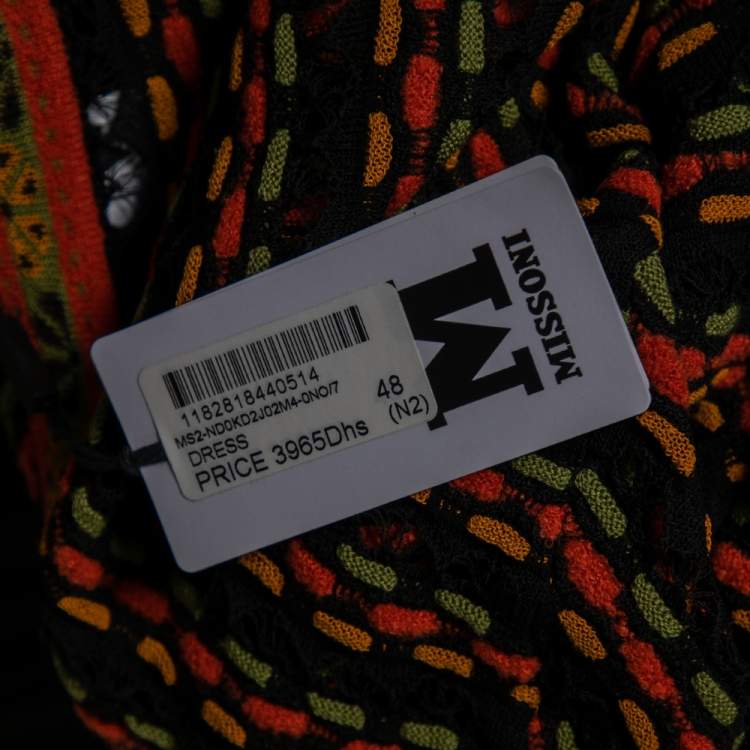 MISSONI
M
1182818440514
MS2-ND0KD2J02M4-0NO/7
DRESS 48
PRICE 3965Dhs (N2)